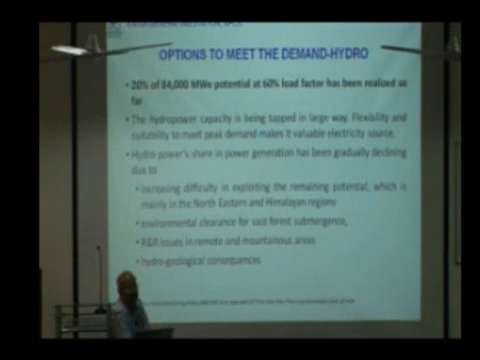 OPTIONS TO MEET THE DEMAND-HYDRO
• 20% of 84,000 MWe potential at 60% load factor has been realized so
far
• The hydropower capacity is being tapped in large way. Flexibility and
suitability to meet peak demand makes it valuable electricity source.
• Hydro power's share in power generation has been gradually declining
due to
• increasing difficulty in exploiting the remaining potential, which is
mainly in the North Eastern and Himalayan regions
• environmental clearance for vast forest submergence,
• R&R issues in remote and mountainous areas
• hydro-geological consequences